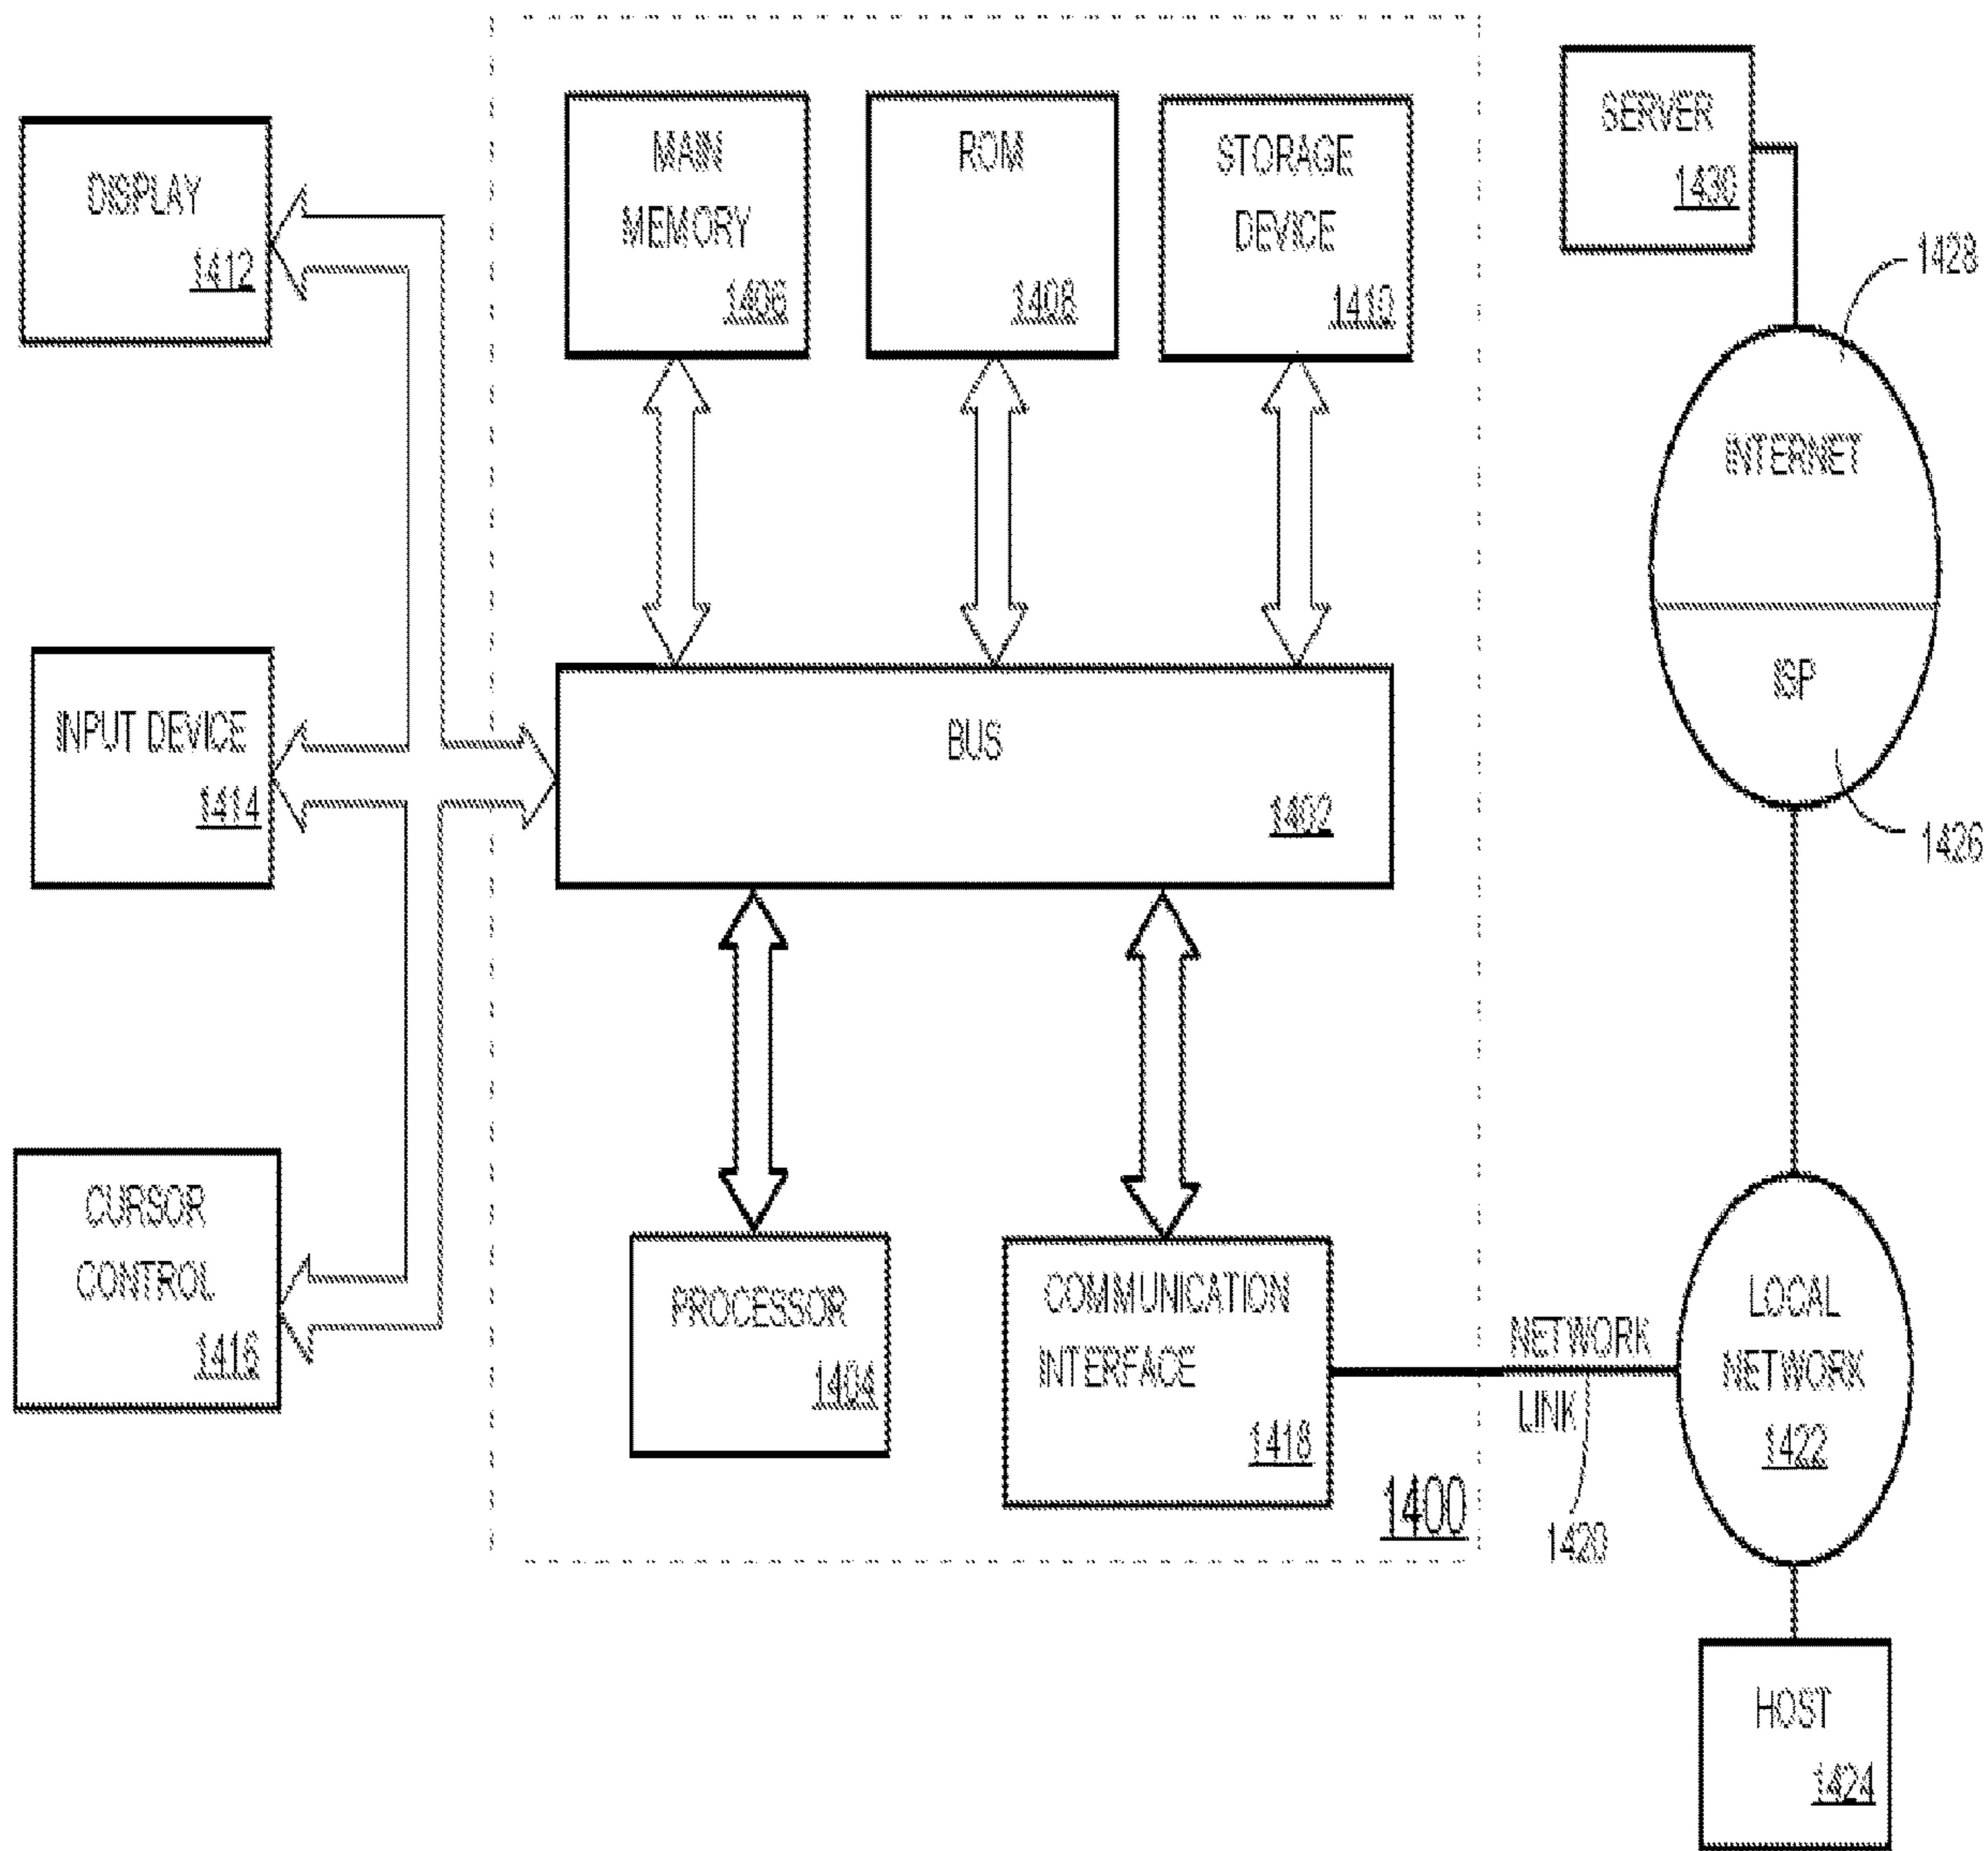 DISPLAY
1412
INPUT DEVICE
1414
CURSOR
CONTROL
1416
MAIN
MEMORY
1406
ROM
1408
STORAGE
DEVICE
1410
BUS
1402
PROCESSOR
1404
COMMUNICATION
INTERFACE
1418
1400
SERVER
1430
1428
INTERNET
ISP
1426
NETWORK
LINK
1420
LOCAL
NETWORK
1422
HOST
1424